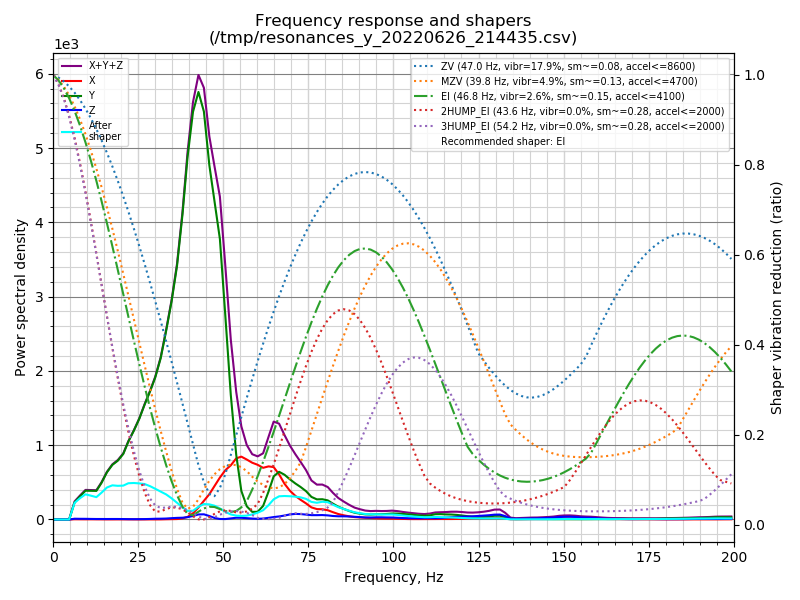 Frequency response and shapers
(/tmp/resonances_y_20220626_214435.csv)
1e3
X+Y+Z
X
Y
Z
After
shaper
ZV (47.0 Hz, vibr=17.9%, sm~=0.08, accel<=8600)
MZV (39.8 Hz, vibr=4.9%, sm~=0.13, accel<=4700)
EI (46.8 Hz, vibr=2.6%, sm~=0.15, accel<=4100)
2HUMP_EI (43.6 Hz, vibr=0.0%, sm~=0.28, accel<=2000)
3HUMP_EI (54.2 Hz, vibr=0.0%, sm~=0.28, accel<=2000)
Recommended shaper: EI
6
5
4
3
2
1
0
Power spectral density
1.0
0.8
0.6
0.4
0.2
0.0
Shaper vibration reduction (ratio)
0 25 50 75 100 125 150 175 200
Frequency, Hz